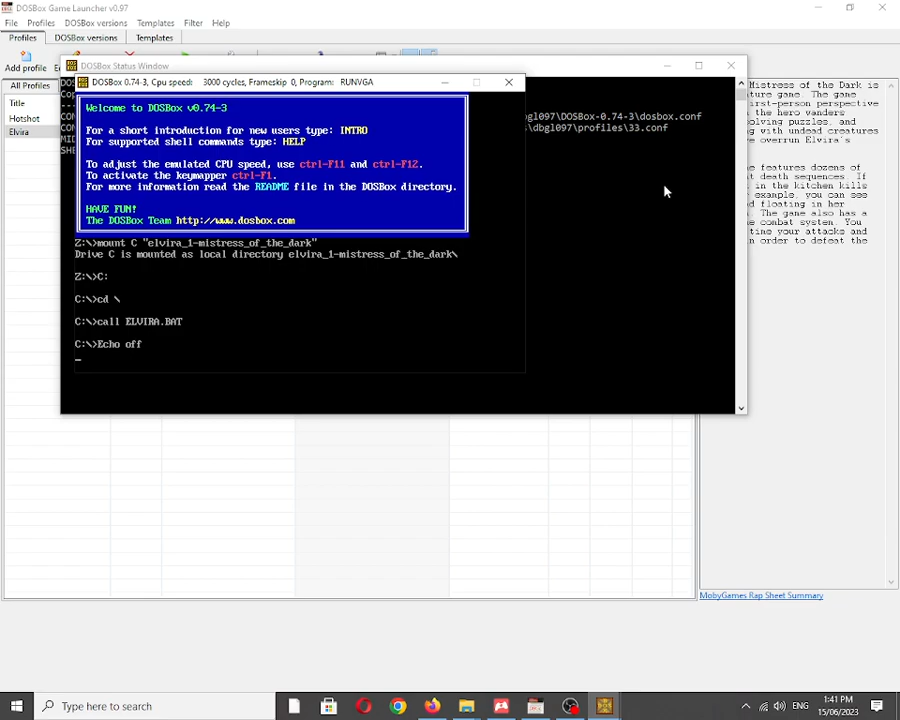 DOSBox Game Launcher v0.97
File Profiles DOSBox versions Templates Filter Help
Profiles DOSBox versions Templates
Add profile
All Profiles
Title
Hotshot
Elvira
DOSBox Status Window
DOSBox 0.74-3, Cpu speed: 3000 cycles, Frameskip 0, Program: RUNVGA
Welcome to DOSBox v0.74-3
For a short introduction for new users type: INTRO
For supported shell commands type: HELP
To adjust the emulated CPU speed, use ctrl-F11 and ctrl-F12.
To activate the keymapper ctrl-F1.
For more information read the README file in the DOSBox directory.
HAVE FUN!
The DOSBox Team http://www.dosbox.com
Z:\>mount C "elvira_1-mistress_of_the_dark"
Drive C is mounted as local directory elvira_1-mistress_of_the_dark\
Z:\>C:
C:\>cd \
C:\>call ELVIRA.BAT
C:\>Echo off
bgl097\DOSBox-0.74-3\dosbox.conf
s\dbgl097\profiles\33.conf
Mistress of the Dark is
ture game. The game
irst-person perspective
n the hero wanders
olving puzzles, and
g with undead creatures
e overrun Elvira's
e features dozens of
t death sequences. If
in the kitchen kills
example, you can see
d floating in her
. The game also has a
e combat system. You
time your attacks and
n order to defeat the
MobyGames Rap Sheet Summary
Type here to search
ENG
1:41 PM
15/06/2023